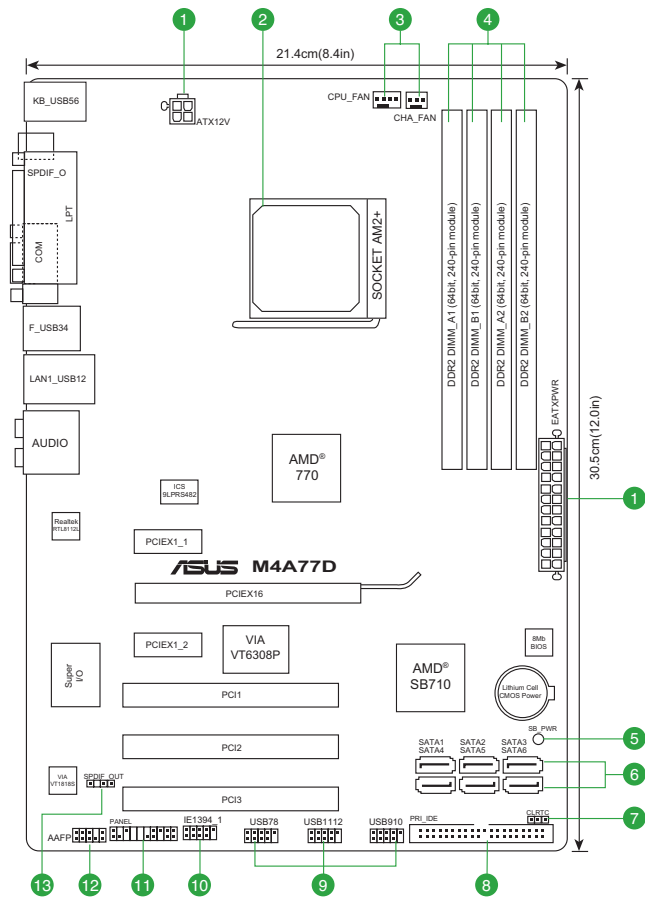 1
2
3
4
21.4cm(8.4in)
KB_USB56
ATX12V
CPU_FAN
CHA_FAN
SPDIF_O
LPT
COM
SOCKET AM2+
DDR2 DIMM_A1 (64bit, 240-pin module)
DDR2 DIMM_B1 (64bit, 240-pin module)
DDR2 DIMM_A2 (64bit, 240-pin module)
DDR2 DIMM_B2 (64bit, 240-pin module)
F_USB34
LAN1_USB12
AUDIO
EATXPWR
30.5cm(12.0in)
AMD®
770
ICS
9LPRS482
1
Realtek
RTL8112L
PCIEX1_1
ASUS M4A77D
PCIEX16
PCIEX1_2
VIA
VT6308P
Super
I/O
AMD®
SB710
8Mb
BIOS
Lithium Cell
CMOS Power
PCI1
SB_PWR
5
PCI2
SATA1
SATA4
SATA2
SATA5
SATA3
SATA6
6
VIA
VT1818S
SPDIF_OUT
PCI3
CLRTC
7
AAFP
PANEL
IE1394_1
USB78
USB1112
USB910
PRI_IDE
13
12
11
10
9
8